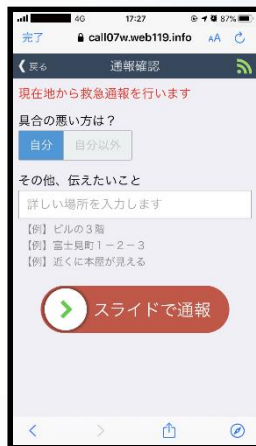 4G 17:27 87%
完了 call07w.web119.info AA
戻る 通報確認
現在地から救急通報を行います
具合の悪い方は？
自分 自分以外
その他、伝えたいこと
詳しい場所を入力します
【例】ビルの３階
【例】富士見町１－２－３
【例】近くに本屋が見える
スライドで通報